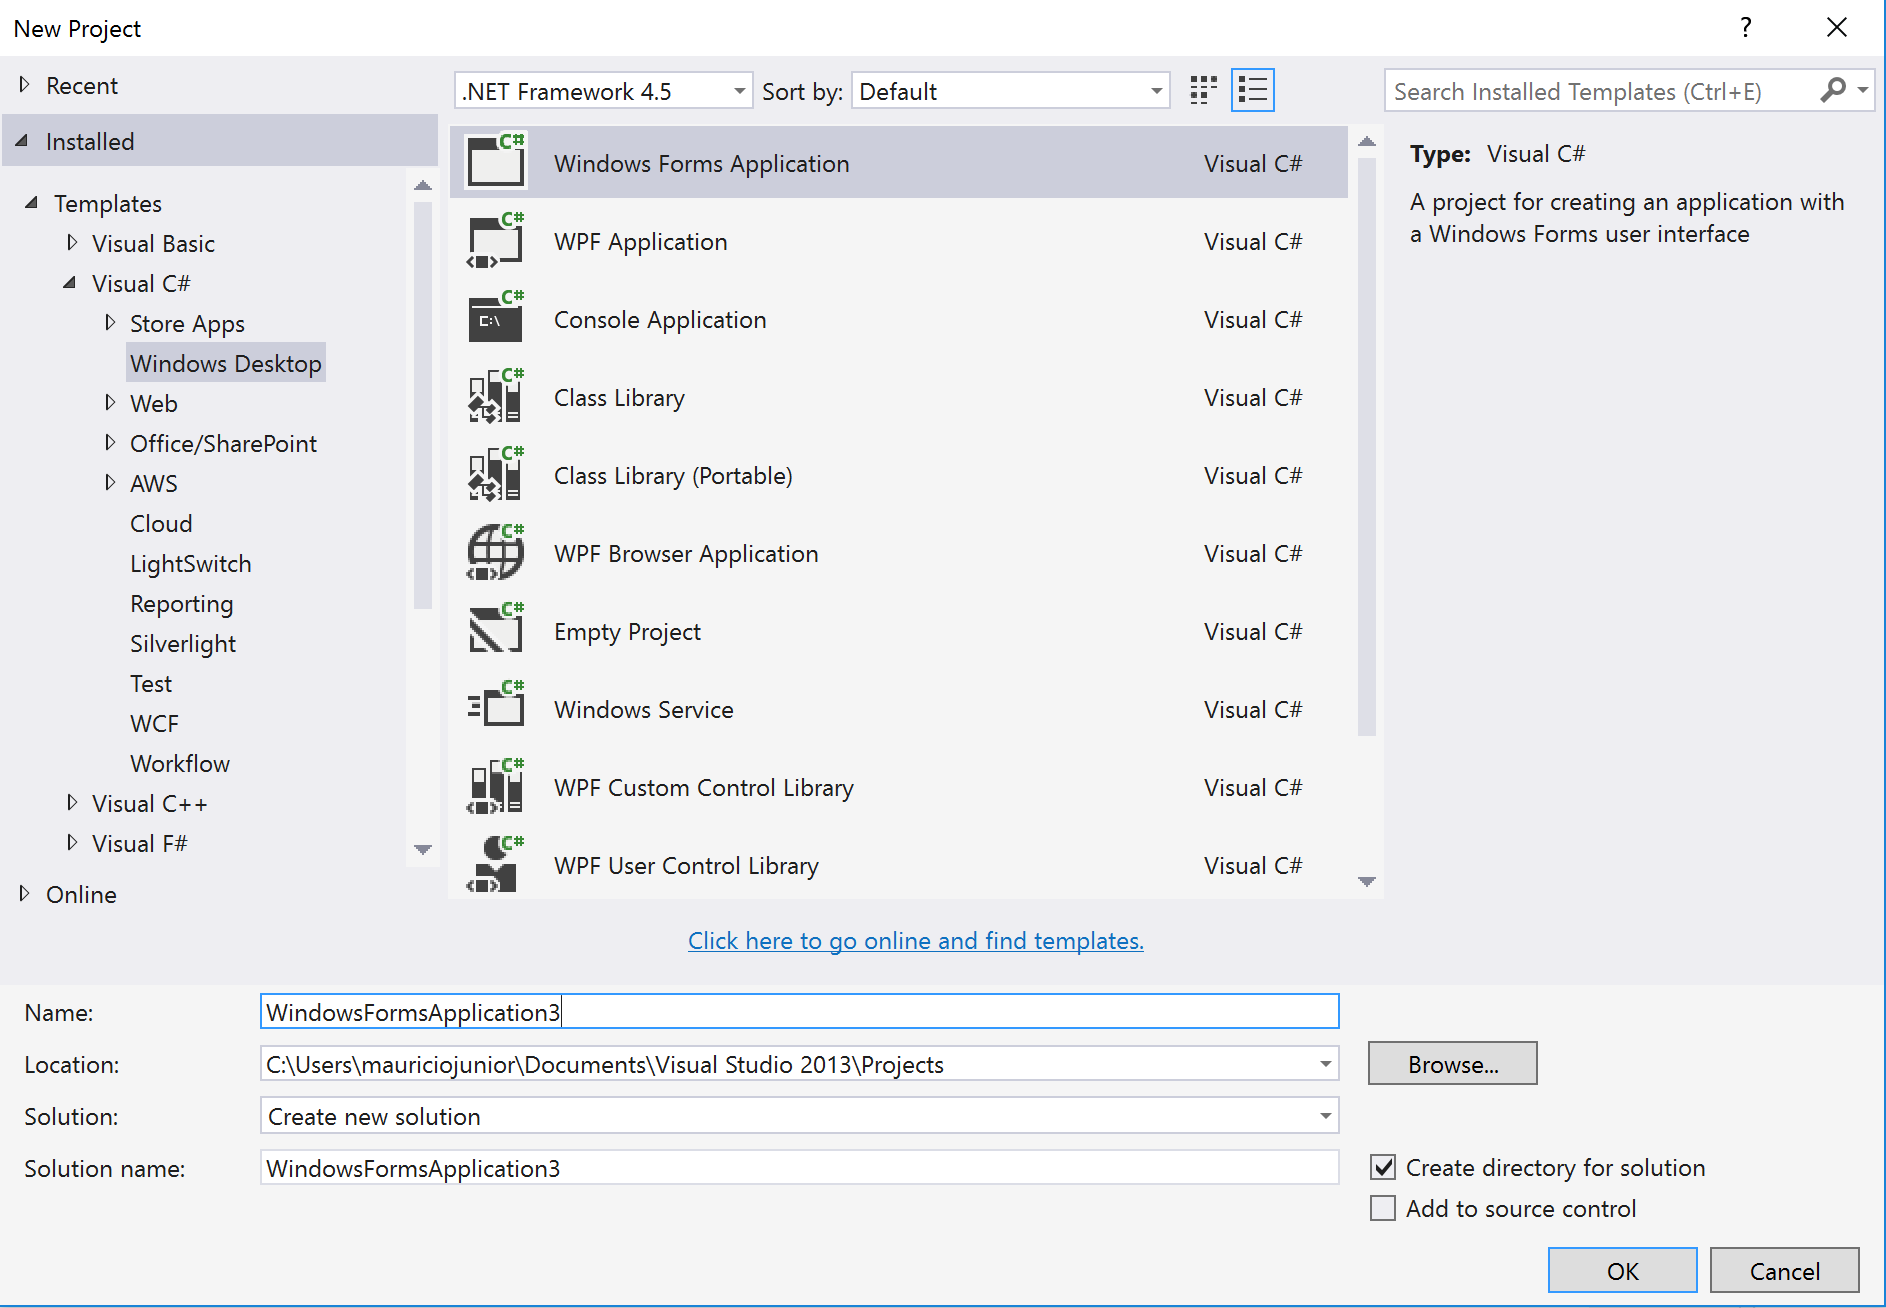 New Project
?
Recent
Installed
Templates
Visual Basic
Visual C#
Store Apps
Windows Desktop
Web
Office/SharePoint
AWS
Cloud
LightSwitch
Reporting
Silverlight
Test
WCF
Workflow
Visual C++
Visual F#
Online
.NET Framework 4.5
Sort by:
Default
Search Installed Templates (Ctrl+E)
C# Windows Forms Application Visual C#
C# WPF Application Visual C#
C# C:\ Console Application Visual C#
C# Class Library Visual C#
C# Class Library (Portable) Visual C#
C# WPF Browser Application Visual C#
C# Empty Project Visual C#
C# Windows Service Visual C#
C# WPF Custom Control Library Visual C#
C# WPF User Control Library Visual C#
Type: Visual C#
A project for creating an application with
a Windows Forms user interface
Click here to go online and find templates.
Name: WindowsFormsApplication3
Location: C:\Users\mauriciojunior\Documents\Visual Studio 2013\Projects
Browse...
Solution: Create new solution
Solution name: WindowsFormsApplication3
Create directory for solution
Add to source control
OK
Cancel